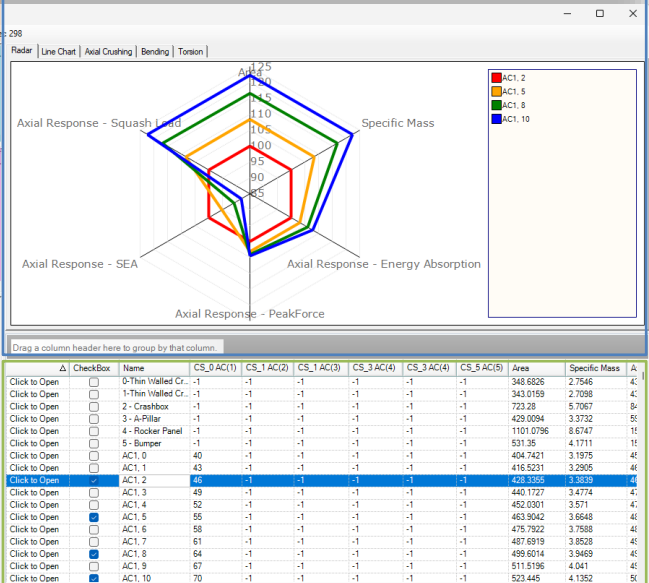 : 298
Radar Line Chart Axial Crushing Bending Torsion
125
Area
120
115
110
105
100
95
90
85
Axial Response - Squash Load
Specific Mass
Axial Response - SEA
Axial Response - Energy Absorption
Axial Response - PeakForce
AC1, 2
AC1, 5
AC1, 8
AC1, 10
Drag a column header here to group by that column.
CheckBox Name CS_0 AC(1) CS_1 AC(2) CS_1 AC(3) CS_3 AC(4) CS_3 AC(4) CS_5 AC(5) Area Specific Mass
Click to Open 0-Thin Walled Cr... -1 -1 -1 -1 -1 -1 348.6826 2.7546
Click to Open 1-Thin Walled Cr... -1 -1 -1 -1 -1 -1 343.0159 2.7098
Click to Open 2 - Crashbox -1 -1 -1 -1 -1 -1 723.28 5.7067
Click to Open 3 - A-Pillar -1 -1 -1 -1 -1 -1 429.0094 3.3732
Click to Open 4 - Rocker Panel -1 -1 -1 -1 -1 -1 1101.0796 8.6747
Click to Open 5 - Bumper -1 -1 -1 -1 -1 -1 531.35 4.1711
Click to Open AC1, 0 40 -1 -1 -1 -1 -1 404.7421 3.1975
Click to Open AC1, 1 43 -1 -1 -1 -1 -1 416.5231 3.2905
Click to Open AC1, 2 46 -1 -1 -1 -1 -1 428.3355 3.3839
Click to Open AC1, 3 49 -1 -1 -1 -1 -1 440.1727 3.4774
Click to Open AC1, 4 52 -1 -1 -1 -1 -1 452.0301 3.571
Click to Open AC1, 5 55 -1 -1 -1 -1 -1 463.9042 3.6648
Click to Open AC1, 6 58 -1 -1 -1 -1 -1 475.7922 3.7588
Click to Open AC1, 7 61 -1 -1 -1 -1 -1 487.6919 3.8528
Click to Open AC1, 8 64 -1 -1 -1 -1 -1 499.6014 3.9469
Click to Open AC1, 9 67 -1 -1 -1 -1 -1 511.5196 4.041
Click to Open AC1, 10 70 -1 -1 -1 -1 -1 523.445 4.1352